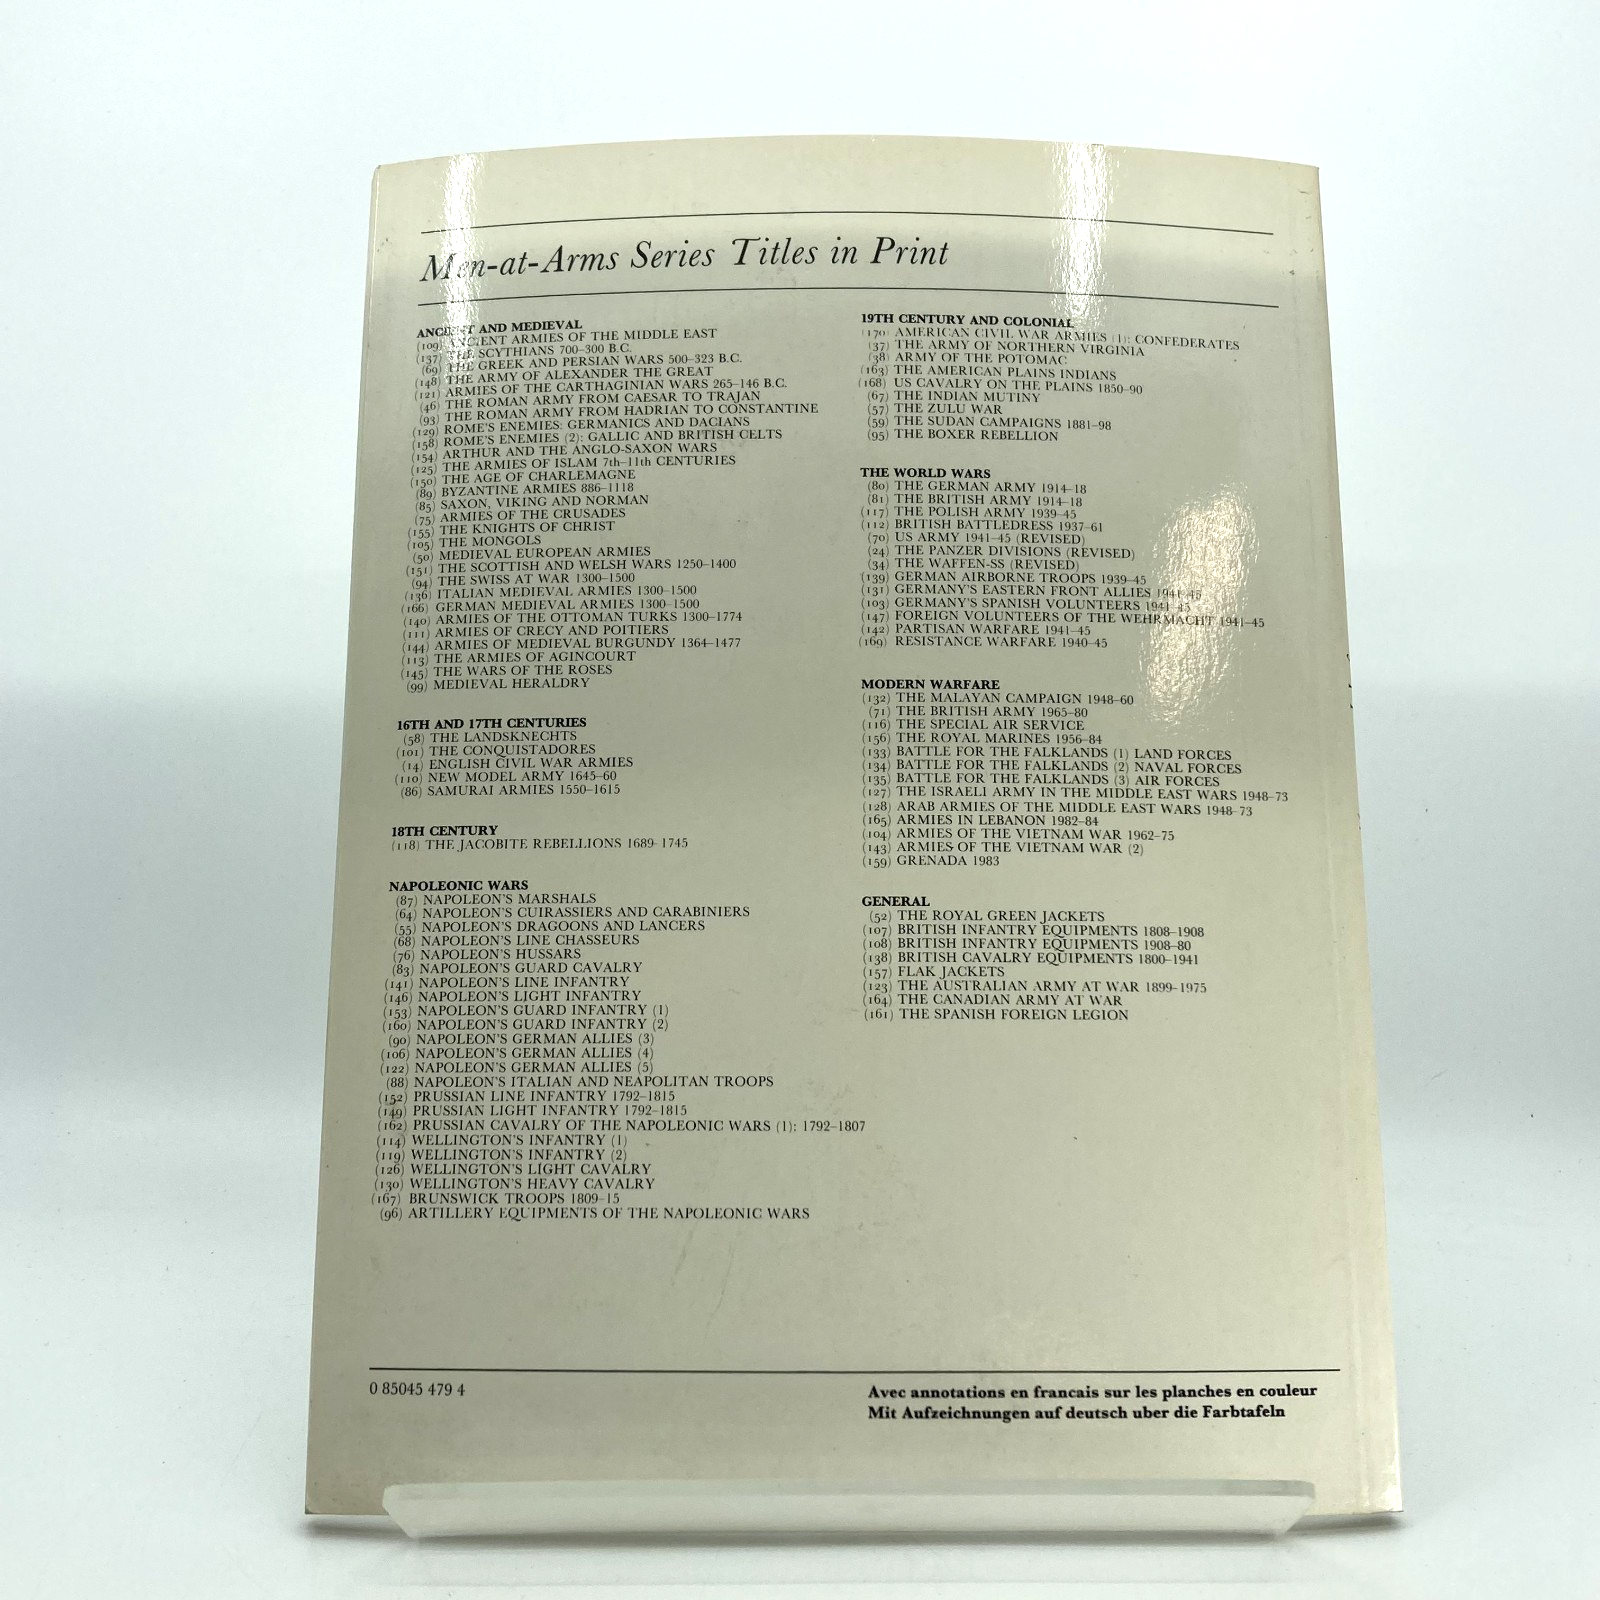 Men-at-Arms Series Titles in Print
ANCIENT AND MEDIEVAL
(109) ANCIENT ARMIES OF THE MIDDLE EAST
(137) THE SCYTHIANS 700–300 B.C.
(69) THE GREEK AND PERSIAN WARS 500–323 B.C.
(148) THE ARMY OF ALEXANDER THE GREAT
(121) ARMIES OF THE CARTHAGINIAN WARS 265–146 B.C.
(46) THE ROMAN ARMY FROM CAESAR TO TRAJAN
(93) THE ROMAN ARMY FROM HADRIAN TO CONSTANTINE
(129) ROME'S ENEMIES: GERMANICS AND DACIANS
(158) ROME'S ENEMIES (2): GALLIC AND BRITISH CELTS
(154) ARTHUR AND THE ANGLO-SAXON WARS
(125) THE ARMIES OF ISLAM 7th–11th CENTURIES
(150) THE AGE OF CHARLEMAGNE
(89) BYZANTINE ARMIES 886–1118
(85) SAXON, VIKING AND NORMAN
(75) ARMIES OF THE CRUSADES
(155) THE KNIGHTS OF CHRIST
(105) THE MONGOLS
(50) MEDIEVAL EUROPEAN ARMIES
(151) THE SCOTTISH AND WELSH WARS 1250–1400
(94) THE SWISS AT WAR 1300–1500
(136) ITALIAN MEDIEVAL ARMIES 1300–1500
(166) GERMAN MEDIEVAL ARMIES 1300–1500
(140) ARMIES OF THE OTTOMAN TURKS 1300–1774
(111) ARMIES OF CRECY AND POITIERS
(144) ARMIES OF MEDIEVAL BURGUNDY 1364–1477
(113) THE ARMIES OF AGINCOURT
(145) THE WARS OF THE ROSES
(99) MEDIEVAL HERALDRY
16TH AND 17TH CENTURIES
(58) THE LANDSKNECHTS
(101) THE CONQUISTADORES
(14) ENGLISH CIVIL WAR ARMIES
(110) NEW MODEL ARMY 1645–60
(86) SAMURAI ARMIES 1550–1615
18TH CENTURY
(118) THE JACOBITE REBELLIONS 1689–1745
NAPOLEONIC WARS
(87) NAPOLEON'S MARSHALS
(64) NAPOLEON'S CUIRASSIERS AND CARABINIERS
(55) NAPOLEON'S DRAGOONS AND LANCERS
(68) NAPOLEON'S LINE CHASSEURS
(76) NAPOLEON'S HUSSARS
(83) NAPOLEON'S GUARD CAVALRY
(141) NAPOLEON'S LINE INFANTRY
(146) NAPOLEON'S LIGHT INFANTRY
(153) NAPOLEON'S GUARD INFANTRY (1)
(160) NAPOLEON'S GUARD INFANTRY (2)
(90) NAPOLEON'S GERMAN ALLIES (3)
(106) NAPOLEON'S GERMAN ALLIES (4)
(122) NAPOLEON'S GERMAN ALLIES (5)
(88) NAPOLEON'S ITALIAN AND NEAPOLITAN TROOPS
(152) PRUSSIAN LINE INFANTRY 1792–1815
(149) PRUSSIAN LIGHT INFANTRY 1792–1815
(162) PRUSSIAN CAVALRY OF THE NAPOLEONIC WARS (1): 1792–1807
(114) WELLINGTON'S INFANTRY (1)
(119) WELLINGTON'S INFANTRY (2)
(126) WELLINGTON'S LIGHT CAVALRY
(130) WELLINGTON'S HEAVY CAVALRY
(167) BRUNSWICK TROOPS 1809–15
(96) ARTILLERY EQUIPMENTS OF THE NAPOLEONIC WARS
19TH CENTURY AND COLONIAL
(170) AMERICAN CIVIL WAR ARMIES (1): CONFEDERATES
(37) THE ARMY OF NORTHERN VIRGINIA
(38) ARMY OF THE POTOMAC
(163) THE AMERICAN PLAINS INDIANS
(168) US CAVALRY ON THE PLAINS 1850–90
(67) THE INDIAN MUTINY
(57) THE ZULU WAR
(59) THE SUDAN CAMPAIGNS 1881–98
(95) THE BOXER REBELLION
THE WORLD WARS
(80) THE GERMAN ARMY 1914–18
(81) THE BRITISH ARMY 1914–18
(117) THE POLISH ARMY 1939–45
(112) BRITISH BATTLEDRESS 1937–61
(70) US ARMY 1941–45 (REVISED)
(24) THE PANZER DIVISIONS (REVISED)
(34) THE WAFFEN-SS (REVISED)
(139) GERMAN AIRBORNE TROOPS 1939–45
(131) GERMANY'S EASTERN FRONT ALLIES 1941–45
(103) GERMANY'S SPANISH VOLUNTEERS 1941–45
(147) FOREIGN VOLUNTEERS OF THE WEHRMACHT 1941–45
(142) PARTISAN WARFARE 1941–45
(169) RESISTANCE WARFARE 1940–45
MODERN WARFARE
(132) THE MALAYAN CAMPAIGN 1948–60
(71) THE BRITISH ARMY 1965–80
(116) THE SPECIAL AIR SERVICE
(156) THE ROYAL MARINES 1956–84
(133) BATTLE FOR THE FALKLANDS (1) LAND FORCES
(134) BATTLE FOR THE FALKLANDS (2) NAVAL FORCES
(135) BATTLE FOR THE FALKLANDS (3) AIR FORCES
(127) THE ISRAELI ARMY IN THE MIDDLE EAST WARS 1948–73
(128) ARAB ARMIES OF THE MIDDLE EAST WARS 1948–73
(165) ARMIES IN LEBANON 1982–84
(104) ARMIES OF THE VIETNAM WAR 1962–75
(143) ARMIES OF THE VIETNAM WAR (2)
(159) GRENADA 1983
GENERAL
(52) THE ROYAL GREEN JACKETS
(107) BRITISH INFANTRY EQUIPMENTS 1808–1908
(108) BRITISH INFANTRY EQUIPMENTS 1908–80
(138) BRITISH CAVALRY EQUIPMENTS 1800–1941
(157) FLAK JACKETS
(123) THE AUSTRALIAN ARMY AT WAR 1899–1975
(164) THE CANADIAN ARMY AT WAR
(161) THE SPANISH FOREIGN LEGION
0 85045 479 4
Avec annotations en francais sur les planches en couleur
Mit Aufzeichnungen auf deutsch uber die Farbtafeln